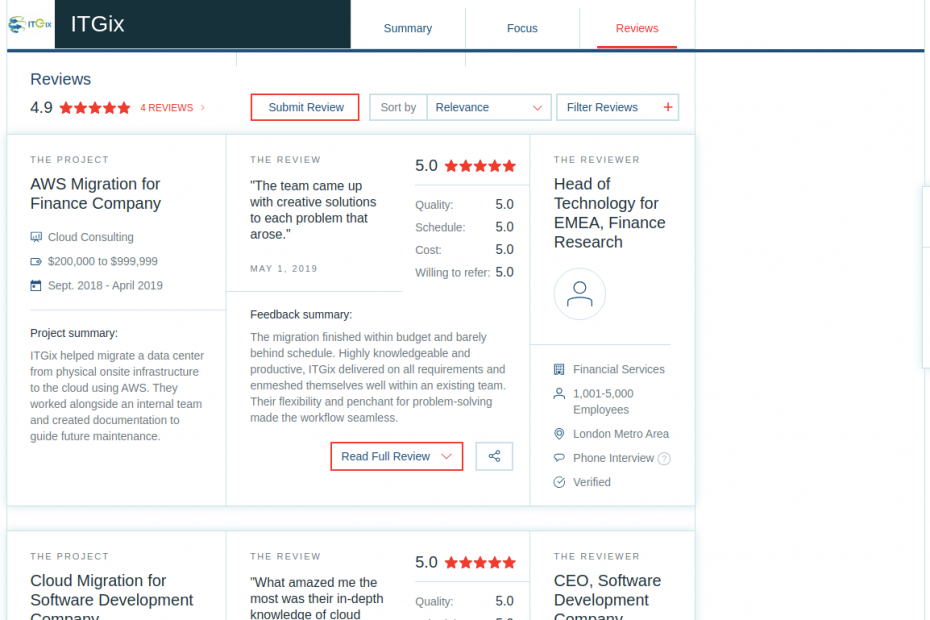 ITGix
ITGix
Summary
Focus
Reviews
Reviews
4.9
4 REVIEWS
Submit Review
Sort by
Relevance
Filter Reviews +
THE PROJECT
AWS Migration for
Finance Company
Cloud Consulting
$200,000 to $999,999
Sept. 2018 - April 2019
Project summary:
ITGix helped migrate a data center
from physical onsite infrastructure
to the cloud using AWS. They
worked alongside an internal team
and created documentation to
guide future maintenance.
THE REVIEW
"The team came up
with creative solutions
to each problem that
arose."
MAY 1, 2019
5.0
Quality: 5.0
Schedule: 5.0
Cost: 5.0
Willing to refer: 5.0
Feedback summary:
The migration finished within budget and barely
behind schedule. Highly knowledgeable and
productive, ITGix delivered on all requirements and
enmeshed themselves well within an existing team.
Their flexibility and penchant for problem-solving
made the workflow seamless.
Read Full Review
THE REVIEWER
Head of
Technology for
EMEA, Finance
Research
Financial Services
1,001-5,000
Employees
London Metro Area
Phone Interview ?
Verified
THE PROJECT
Cloud Migration for
Software Development
Company
THE REVIEW
"What amazed me the
most was their in-depth
knowledge of cloud
5.0
Quality: 5.0
5.0
THE REVIEWER
CEO, Software
Development
Company